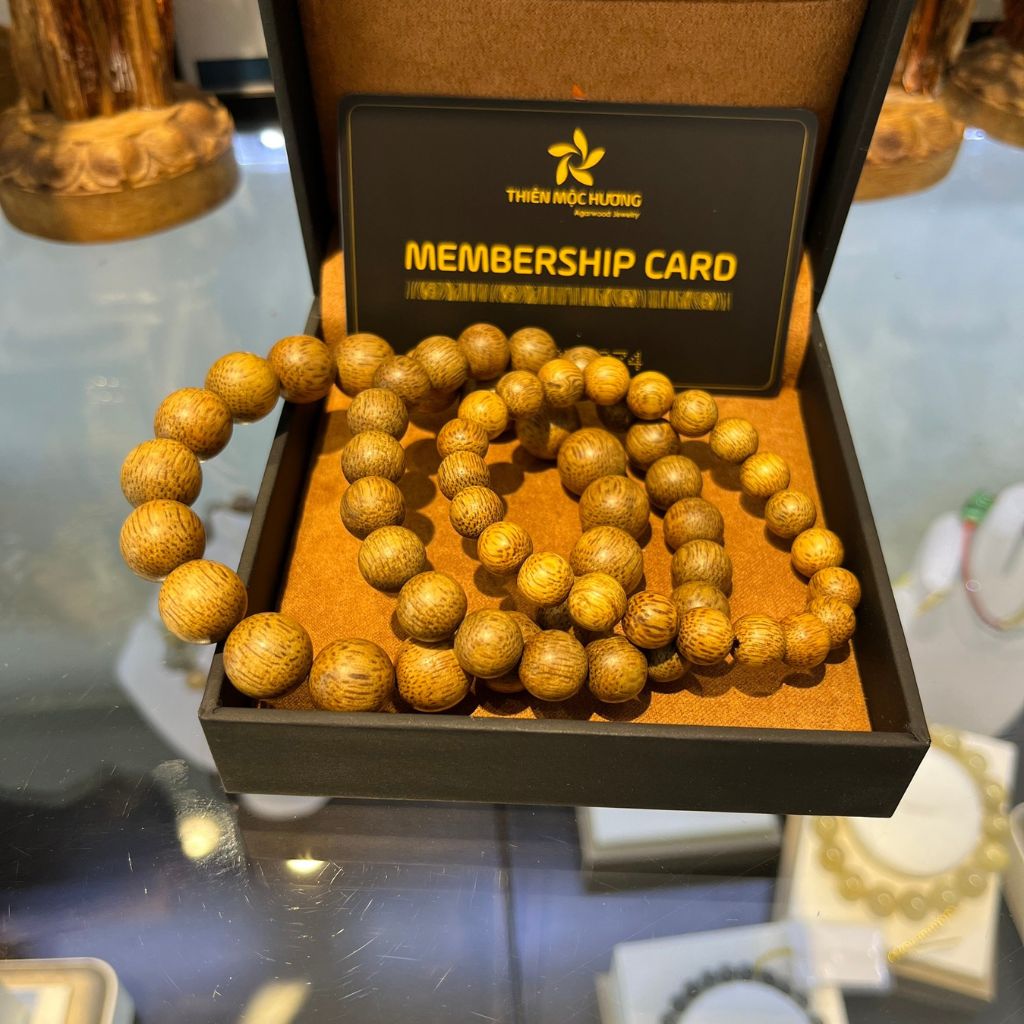 THIÊN MỘC HƯƠNG
Agarwood Jewelry
MEMBERSHIP CARD